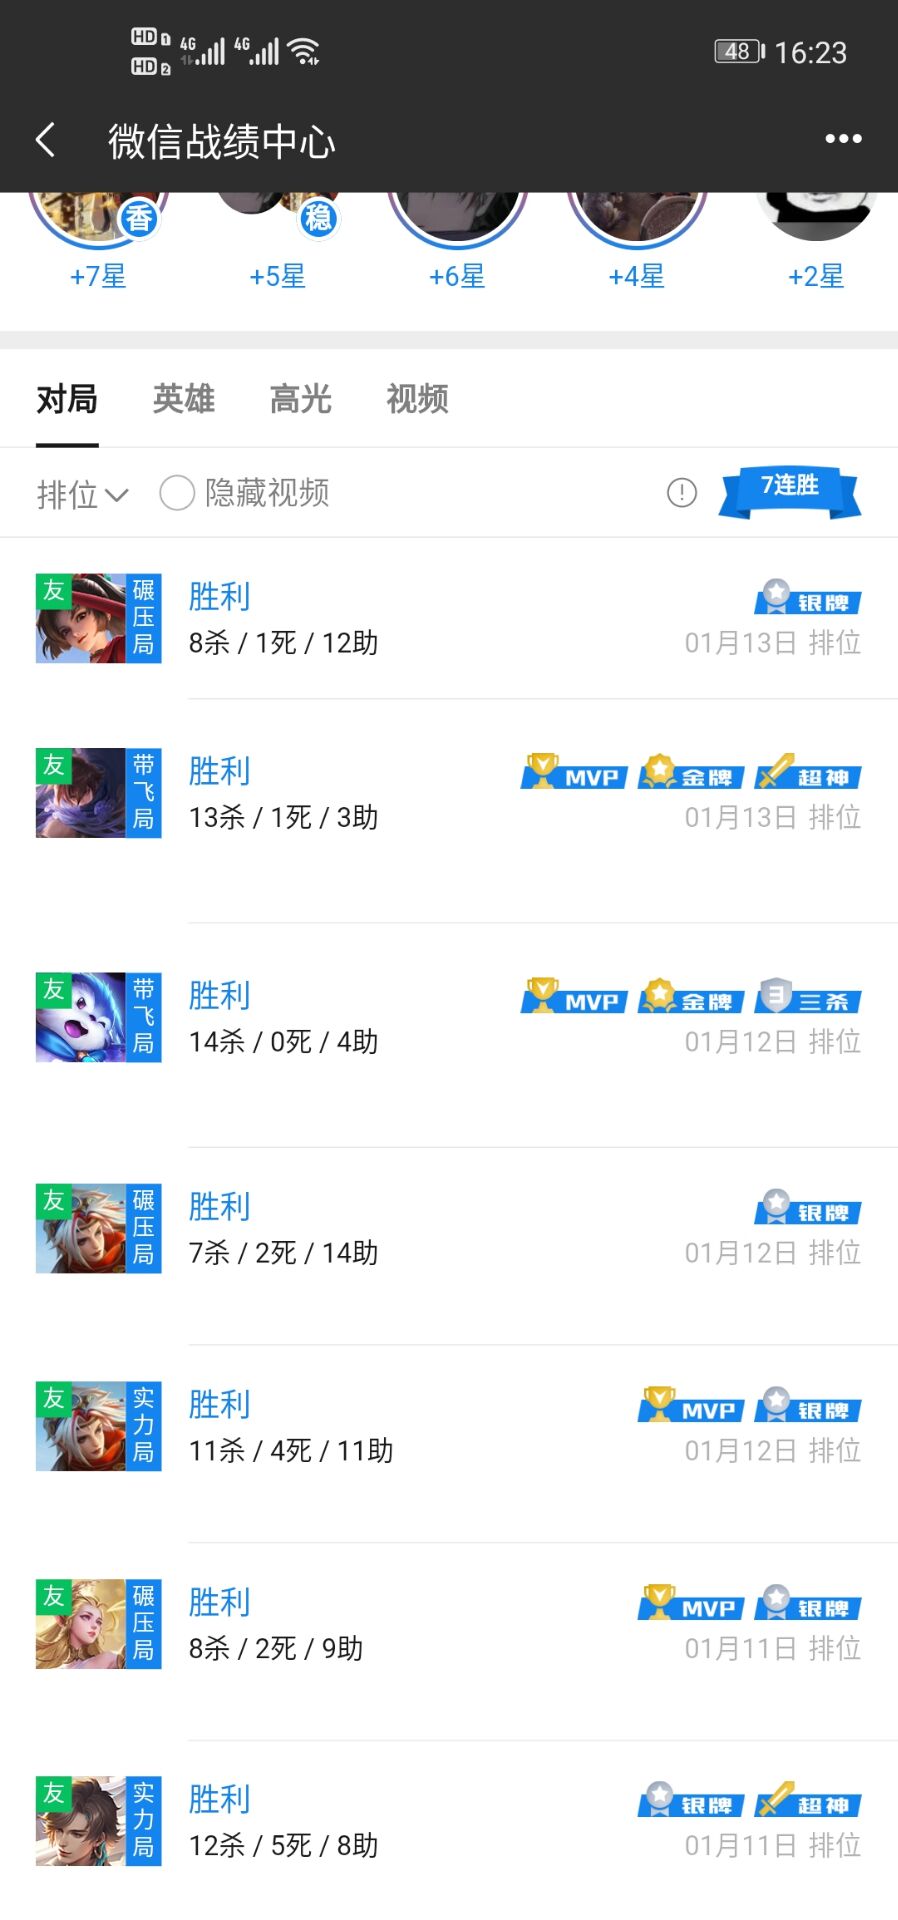 HD 1 4G 4G 48 16:23
HD 2
微信战绩中心
香 稳
+7星 +5星 +6星 +4星 +2星
对局 英雄 高光 视频
排位 隐藏视频 7连胜
友 碾压局 胜利 银牌
8杀 / 1死 / 12助 01月13日 排位
友 带飞局 胜利 MVP 金牌 超神
13杀 / 1死 / 3助 01月13日 排位
友 带飞局 胜利 MVP 金牌 3 三杀
14杀 / 0死 / 4助 01月12日 排位
友 碾压局 胜利 银牌
7杀 / 2死 / 14助 01月12日 排位
友 实力局 胜利 MVP 银牌
11杀 / 4死 / 11助 01月12日 排位
友 碾压局 胜利 MVP 银牌
8杀 / 2死 / 9助 01月11日 排位
友 实力局 胜利 银牌 超神
12杀 / 5死 / 8助 01月11日 排位